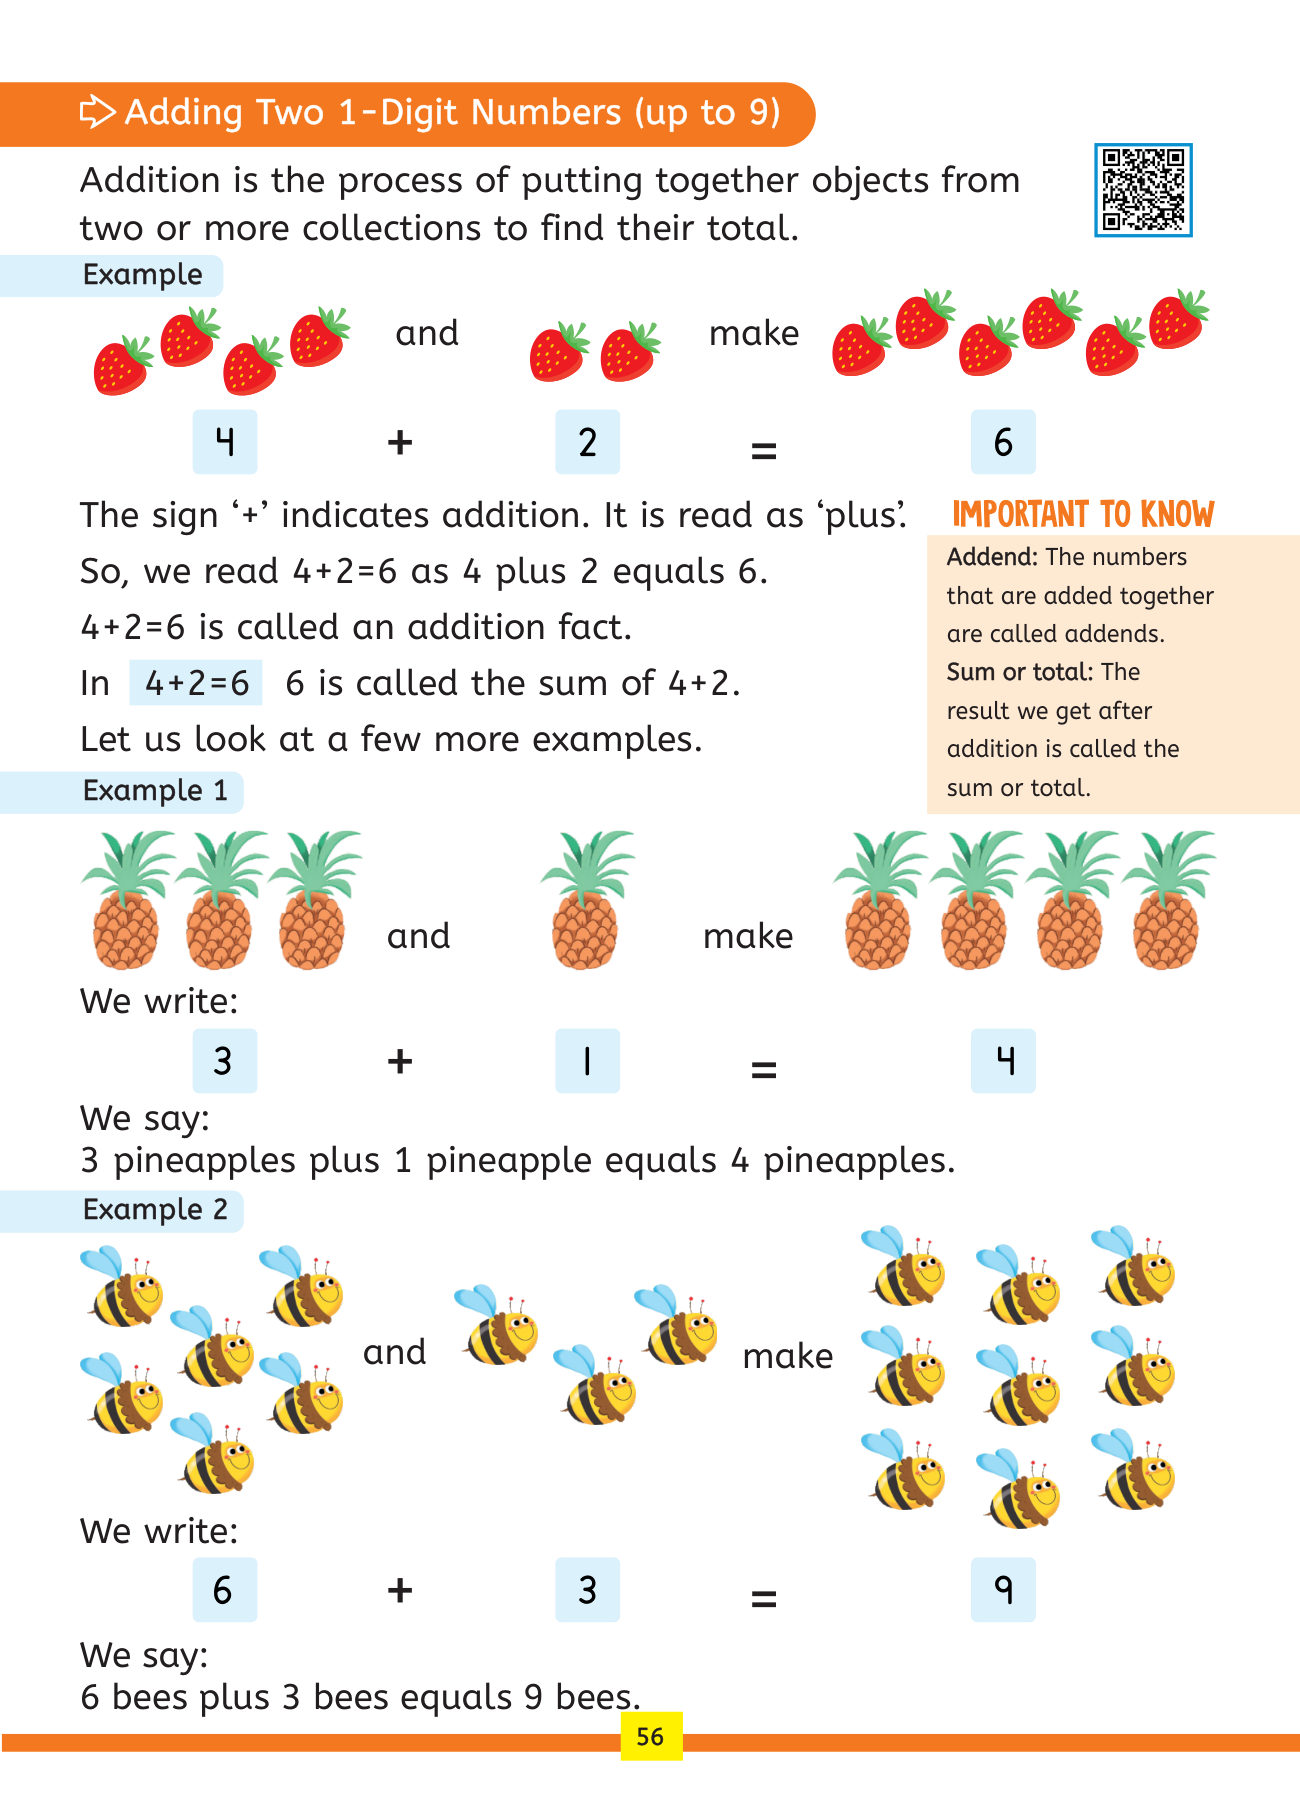 Adding Two 1-Digit Numbers (up to 9)
Addition is the process of putting together objects from
two or more collections to find their total.
Example
and make
4 + 2 = 6
The sign ‘+’ indicates addition. It is read as ‘plus’.
So, we read 4+2=6 as 4 plus 2 equals 6.
4+2=6 is called an addition fact.
In 4+2=6 6 is called the sum of 4+2.
Let us look at a few more examples.
IMPORTANT TO KNOW
Addend: The numbers
that are added together
are called addends.
Sum or total: The
result we get after
addition is called the
sum or total.
Example 1
and make
We write:
3 + 1 = 4
We say:
3 pineapples plus 1 pineapple equals 4 pineapples.
Example 2
and make
We write:
6 + 3 = 9
We say:
6 bees plus 3 bees equals 9 bees.
56